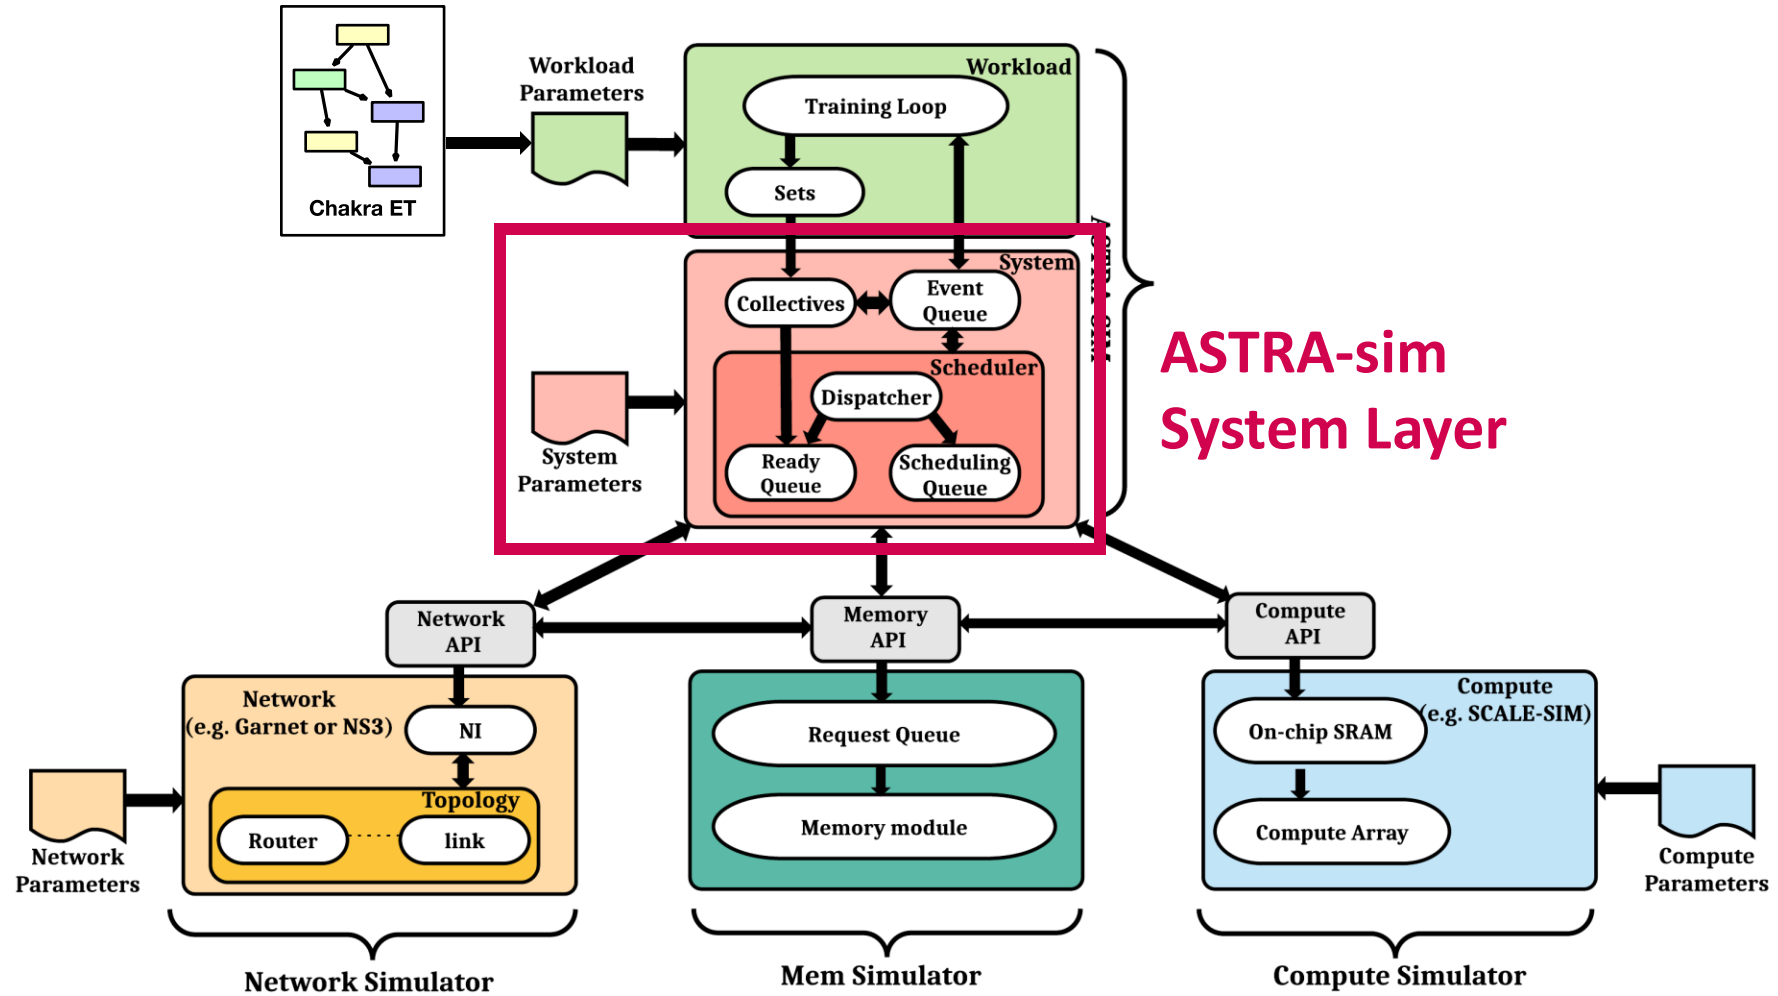 Chakra ET
Workload
Parameters
Workload
Training Loop
Sets
System
Collectives
Event
Queue
Scheduler
Dispatcher
Ready
Queue
Scheduling
Queue
System
Parameters
ASTRA-sim
System Layer
Network
API
Memory
API
Compute
API
Network
(e.g. Garnet or NS3)
NI
Topology
Router
link
Network
Parameters
Request Queue
Memory module
Compute
(e.g. SCALE-SIM)
On-chip SRAM
Compute Array
Compute
Parameters
Network Simulator
Mem Simulator
Compute Simulator